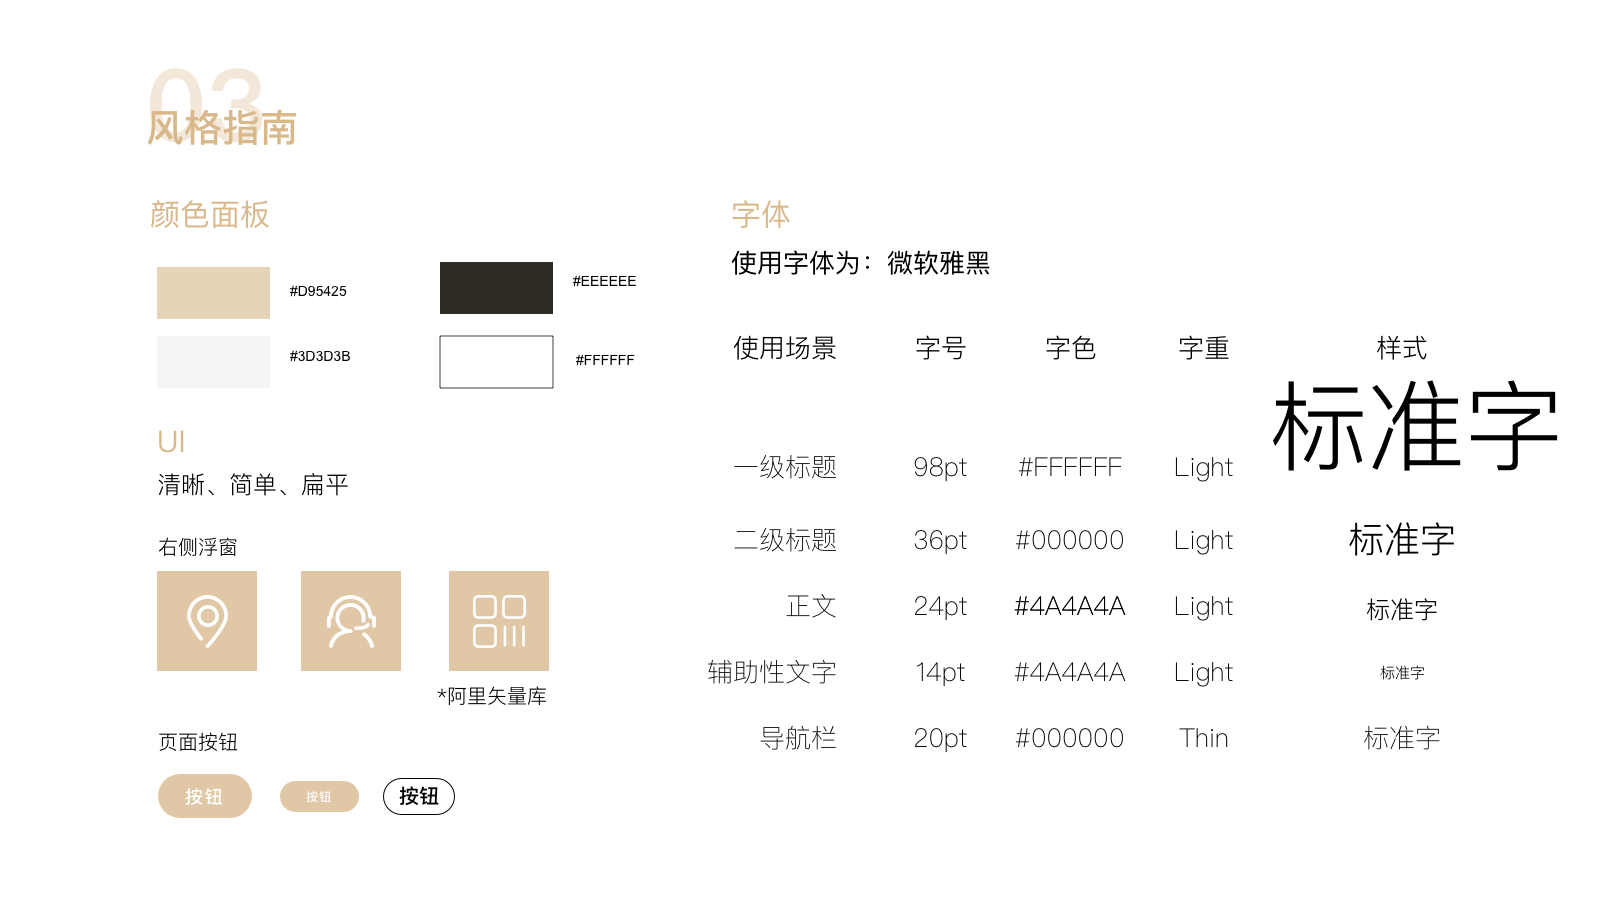 03
风格指南
颜色面板
#D95425
#EEEEEE
#3D3D3B
#FFFFFF
UI
清晰、简单、扁平
右侧浮窗
*阿里矢量库
页面按钮
按钮 按钮 按钮
字体
使用字体为：微软雅黑
使用场景 字号 字色 字重 样式
一级标题 98pt #FFFFFF Light 标准字
二级标题 36pt #000000 Light 标准字
正文 24pt #4A4A4A Light 标准字
辅助性文字 14pt #4A4A4A Light 标准字
导航栏 20pt #000000 Thin 标准字